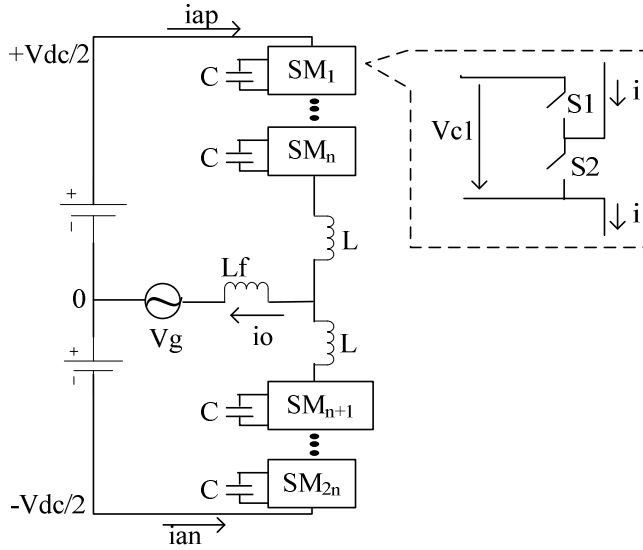 iap
+Vdc/2
C
SM1
i
S1
Vc1
C
SMn
S2
i
+
−
L
Lf
0
Vg
io
L
+
−
C
SMn+1
C
SM2n
-Vdc/2
ian